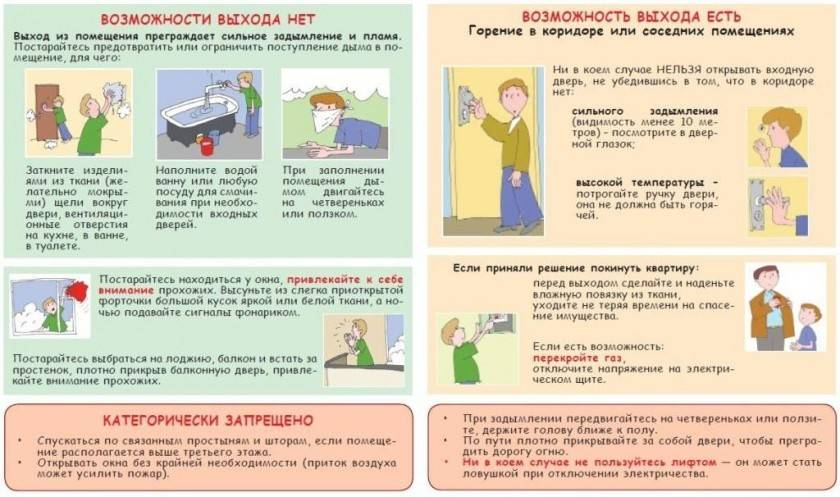 ВОЗМОЖНОСТИ ВЫХОДА НЕТ
Выход из помещения преграждает сильное задымление и пламя.
Постарайтесь предотвратить или ограничить поступление дыма в по-
мещение, для чего:
Заткните издели-
ями из ткани (же-
лательно мокры-
ми) щели вокруг
двери, вентиляци-
онные отверстия
на кухне, в ванне,
в туалете.
Наполните водой
ванну или любую
посуду для смачи-
вания при необхо-
димости входных
дверей.
При заполнении
помещения ды-
мом двигайтесь
на четвереньках
или ползком.
Постарайтесь находиться у окна, привлекайте к себе
внимание прохожих. Высуньте из слегка приоткрытой
форточки большой кусок яркой или белой ткани, а но-
чью подавайте сигналы фонариком.
Постарайтесь выбраться на лоджию, балкон и встать за
простенок, плотно прикрыв балконную дверь, привле-
кайте внимание прохожих.
КАТЕГОРИЧЕСКИ ЗАПРЕЩЕНО
• Спускаться по связанным простыням и шторам, если помеще-
ние располагается выше третьего этажа.
• Открывать окна без крайней необходимости (приток воздуха
может усилить пожар).
ВОЗМОЖНОСТЬ ВЫХОДА ЕСТЬ
Горение в коридоре или соседних помещениях
Ни в коем случае НЕЛЬЗЯ открывать входную
дверь, не убедившись в том, что в коридоре
нет:
сильного задымления
(видимость менее 10 ме-
тров) – посмотрите в двер-
ной глазок;
высокой температуры –
потрогайте ручку двери,
она не должна быть горя-
чей.
Если приняли решение покинуть квартиру:
перед выходом сделайте и наденьте
влажную повязку из ткани,
уходите не теряя времени на спасе-
ние имущества.
Если есть возможность:
перекройте газ,
отключите напряжение на электри-
ческом щите.
• При задымлении передвигайтесь на четвереньках или ползи-
те, держите голову ближе к полу.
• По пути плотно прикрывайте за собой двери, чтобы прегра-
дить дорогу огню.
• Ни в коем случае не пользуйтесь лифтом — он может стать
ловушкой при отключении электричества.